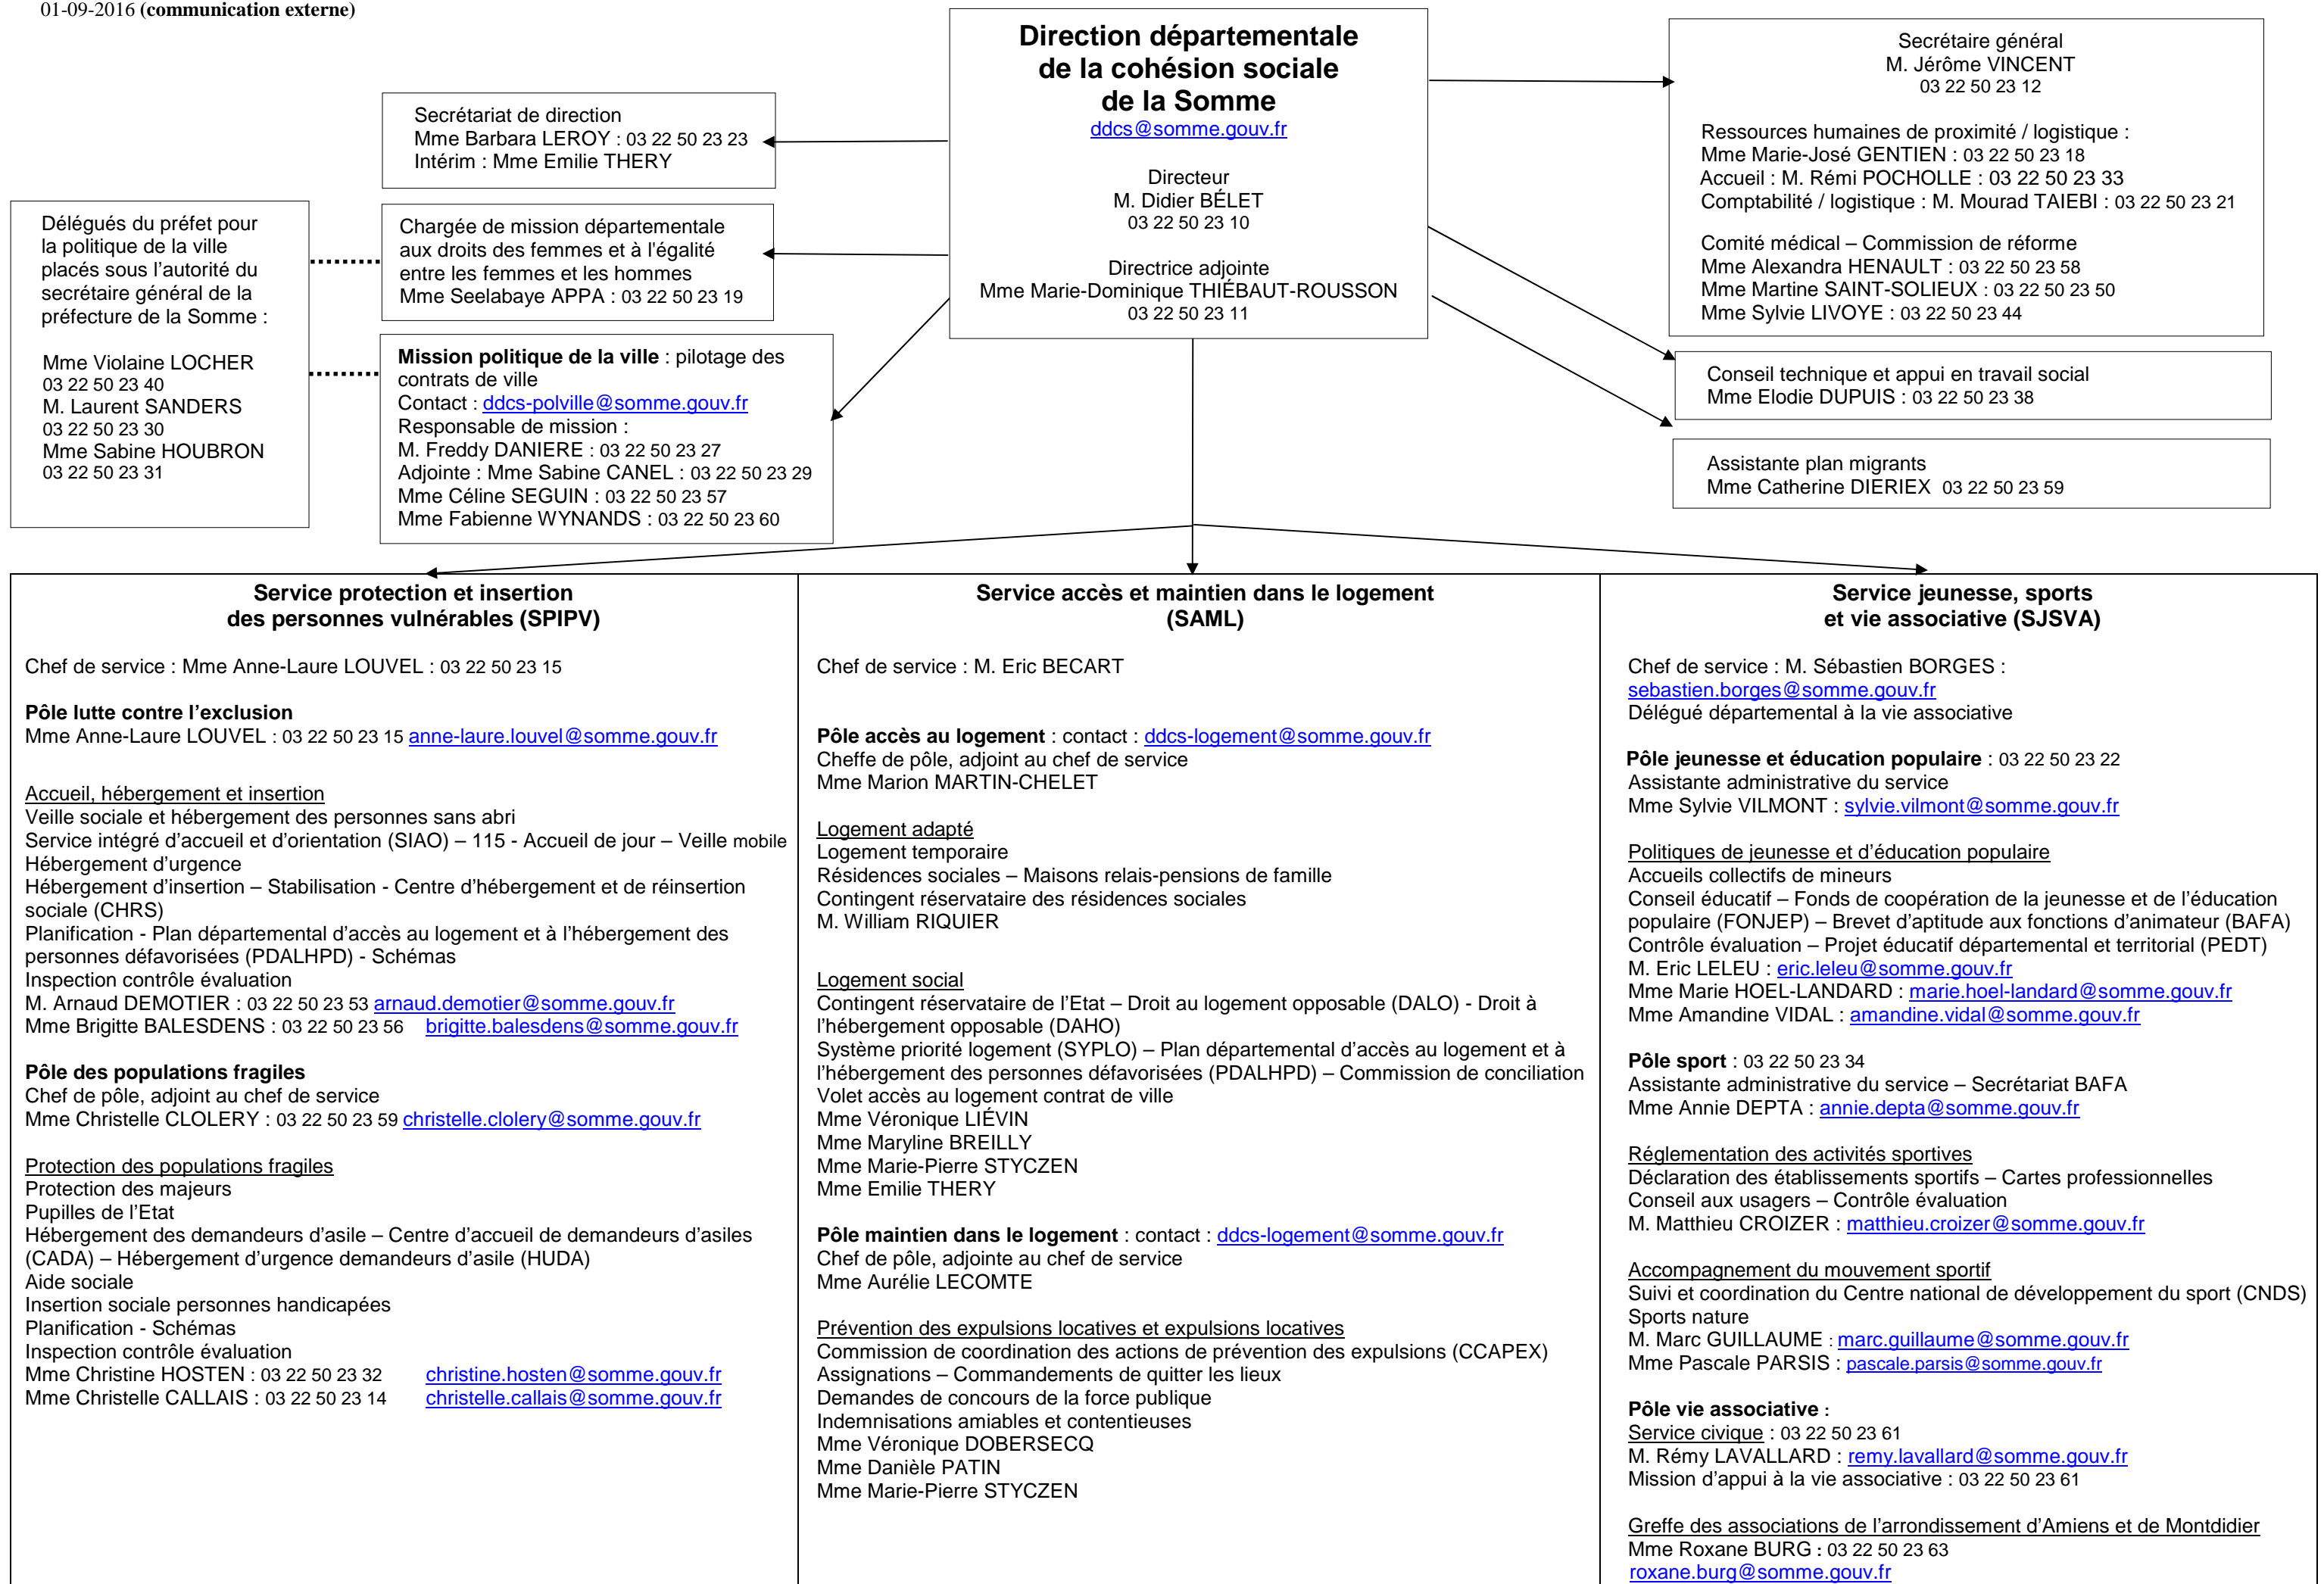 01-09-2016 (communication externe)
Direction départementale
de la cohésion sociale
de la Somme
ddcs@somme.gouv.fr
Directeur
M. Didier BÉLET
03 22 50 23 10
Directrice adjointe
Mme Marie-Dominique THIÉBAUT-ROUSSON
03 22 50 23 11
Secrétariat de direction
Mme Barbara LEROY : 03 22 50 23 23
Intérim : Mme Emilie THERY
Chargée de mission départementale
aux droits des femmes et à l'égalité
entre les femmes et les hommes
Mme Seelabaye APPA : 03 22 50 23 19
Délégués du préfet pour
la politique de la ville
placés sous l’autorité du
secrétaire général de la
préfecture de la Somme :
Mme Violaine LOCHER
03 22 50 23 40
M. Laurent SANDERS
03 22 50 23 30
Mme Sabine HOUBRON
03 22 50 23 31
Mission politique de la ville : pilotage des
contrats de ville
Contact : ddcs-polville@somme.gouv.fr
Responsable de mission :
M. Freddy DANIERE : 03 22 50 23 27
Adjointe : Mme Sabine CANEL : 03 22 50 23 29
Mme Céline SEGUIN : 03 22 50 23 57
Mme Fabienne WYNANDS : 03 22 50 23 60
Secrétaire général
M. Jérôme VINCENT
03 22 50 23 12
Ressources humaines de proximité / logistique :
Mme Marie-José GENTIEN : 03 22 50 23 18
Accueil : M. Rémi POCHOLLE : 03 22 50 23 33
Comptabilité / logistique : M. Mourad TAIEBI : 03 22 50 23 21
Comité médical – Commission de réforme
Mme Alexandra HENAULT : 03 22 50 23 58
Mme Martine SAINT-SOLIEUX : 03 22 50 23 50
Mme Sylvie LIVOYE : 03 22 50 23 44
Conseil technique et appui en travail social
Mme Elodie DUPUIS : 03 22 50 23 38
Assistante plan migrants
Mme Catherine DIERIEX 03 22 50 23 59
Service protection et insertion
des personnes vulnérables (SPIPV)
Chef de service : Mme Anne-Laure LOUVEL : 03 22 50 23 15
Pôle lutte contre l’exclusion
Mme Anne-Laure LOUVEL : 03 22 50 23 15 anne-laure.louvel@somme.gouv.fr
Accueil, hébergement et insertion
Veille sociale et hébergement des personnes sans abri
Service intégré d’accueil et d’orientation (SIAO) – 115 - Accueil de jour – Veille mobile
Hébergement d’urgence
Hébergement d’insertion – Stabilisation - Centre d’hébergement et de réinsertion
sociale (CHRS)
Planification - Plan départemental d’accès au logement et à l’hébergement des
personnes défavorisées (PDALHPD) - Schémas
Inspection contrôle évaluation
M. Arnaud DEMOTIER : 03 22 50 23 53 arnaud.demotier@somme.gouv.fr
Mme Brigitte BALESDENS : 03 22 50 23 56 brigitte.balesdens@somme.gouv.fr
Pôle des populations fragiles
Chef de pôle, adjoint au chef de service
Mme Christelle CLOLERY : 03 22 50 23 59 christelle.clolery@somme.gouv.fr
Protection des populations fragiles
Protection des majeurs
Pupilles de l’Etat
Hébergement des demandeurs d’asile – Centre d’accueil de demandeurs d’asiles
(CADA) – Hébergement d’urgence demandeurs d’asile (HUDA)
Aide sociale
Insertion sociale personnes handicapées
Planification - Schémas
Inspection contrôle évaluation
Mme Christine HOSTEN : 03 22 50 23 32 christine.hosten@somme.gouv.fr
Mme Christelle CALLAIS : 03 22 50 23 14 christelle.callais@somme.gouv.fr
Service accès et maintien dans le logement
(SAML)
Chef de service : M. Eric BECART
Pôle accès au logement : contact : ddcs-logement@somme.gouv.fr
Cheffe de pôle, adjoint au chef de service
Mme Marion MARTIN-CHELET
Logement adapté
Logement temporaire
Résidences sociales – Maisons relais-pensions de famille
Contingent réservataire des résidences sociales
M. William RIQUIER
Logement social
Contingent réservataire de l’Etat – Droit au logement opposable (DALO) - Droit à
l’hébergement opposable (DAHO)
Système priorité logement (SYPLO) – Plan départemental d’accès au logement et à
l’hébergement des personnes défavorisées (PDALHPD) – Commission de conciliation
Volet accès au logement contrat de ville
Mme Véronique LIÉVIN
Mme Maryline BREILLY
Mme Marie-Pierre STYCZEN
Mme Emilie THERY
Pôle maintien dans le logement : contact : ddcs-logement@somme.gouv.fr
Chef de pôle, adjointe au chef de service
Mme Aurélie LECOMTE
Prévention des expulsions locatives et expulsions locatives
Commission de coordination des actions de prévention des expulsions (CCAPEX)
Assignations – Commandements de quitter les lieux
Demandes de concours de la force publique
Indemnisations amiables et contentieuses
Mme Véronique DOBERSECQ
Mme Danièle PATIN
Mme Marie-Pierre STYCZEN
Service jeunesse, sports
et vie associative (SJSVA)
Chef de service : M. Sébastien BORGES :
sebastien.borges@somme.gouv.fr
Délégué départemental à la vie associative
Pôle jeunesse et éducation populaire : 03 22 50 23 22
Assistante administrative du service
Mme Sylvie VILMONT : sylvie.vilmont@somme.gouv.fr
Politiques de jeunesse et d’éducation populaire
Accueils collectifs de mineurs
Conseil éducatif – Fonds de coopération de la jeunesse et de l’éducation
populaire (FONJEP) – Brevet d’aptitude aux fonctions d’animateur (BAFA)
Contrôle évaluation – Projet éducatif départemental et territorial (PEDT)
M. Eric LELEU : eric.leleu@somme.gouv.fr
Mme Marie HOEL-LANDARD : marie.hoel-landard@somme.gouv.fr
Mme Amandine VIDAL : amandine.vidal@somme.gouv.fr
Pôle sport : 03 22 50 23 34
Assistante administrative du service – Secrétariat BAFA
Mme Annie DEPTA : annie.depta@somme.gouv.fr
Réglementation des activités sportives
Déclaration des établissements sportifs – Cartes professionnelles
Conseil aux usagers – Contrôle évaluation
M. Matthieu CROIZER : matthieu.croizer@somme.gouv.fr
Accompagnement du mouvement sportif
Suivi et coordination du Centre national de développement du sport (CNDS)
Sports nature
M. Marc GUILLAUME : marc.guillaume@somme.gouv.fr
Mme Pascale PARSIS : pascale.parsis@somme.gouv.fr
Pôle vie associative :
Service civique : 03 22 50 23 61
M. Rémy LAVALLARD : remy.lavallard@somme.gouv.fr
Mission d’appui à la vie associative : 03 22 50 23 61
Greffe des associations de l’arrondissement d’Amiens et de Montdidier
Mme Roxane BURG : 03 22 50 23 63
roxane.burg@somme.gouv.fr